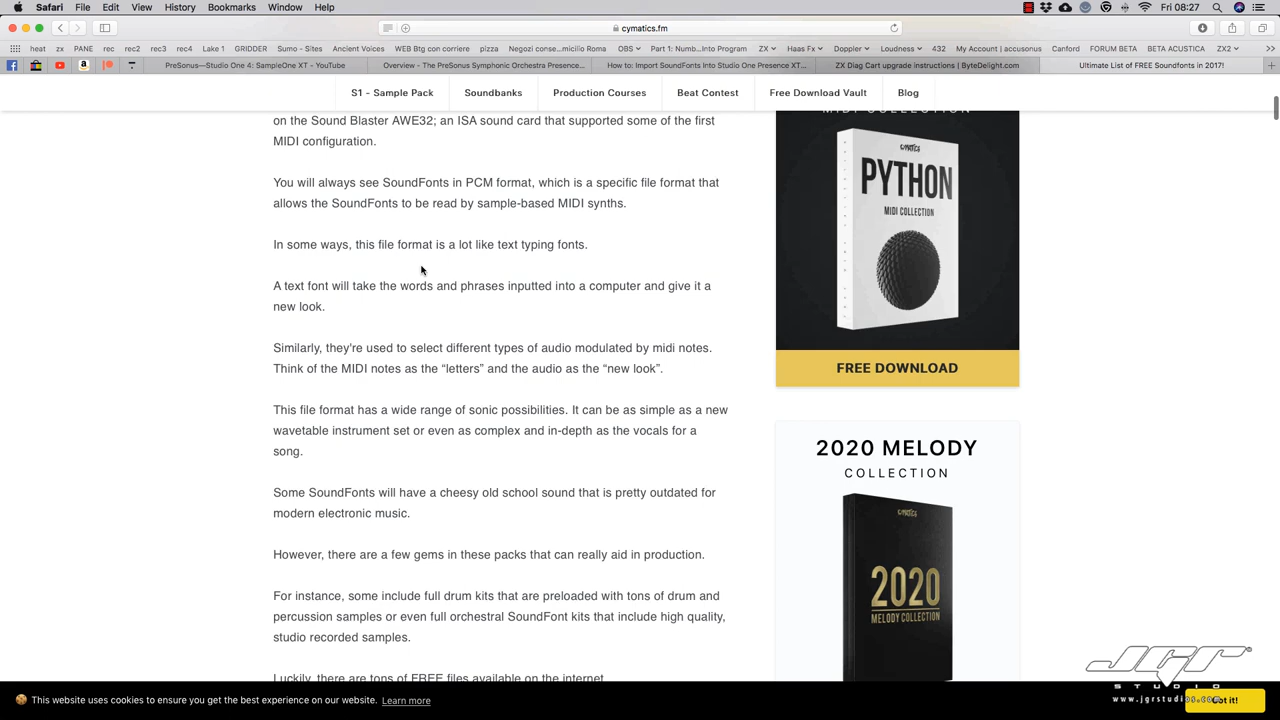 Safari File Edit View History Bookmarks Window Help
Fri 08:27
cymatics.fm
heat zx PANE rec rec2 rec3 rec4 Lake 1 GRIDDER Sumo - Sites Ancient Voices WEB Btg con corriere pizza Negozi conse...micilio Roma OBS Part 1: Numb...Into Program ZX Haas Fx Doppler Loudness 432 My Account | accusonus Canford FORUM BETA BETA ACUSTICA ZX2
PreSonus—Studio One 4: SampleOne XT - YouTube
Overview - The PreSonus Symphonic Orchestra Presence...
How to: Import SoundFonts Into Studio One Presence XT...
ZX Diag Cart upgrade instructions | ByteDelight.com
Ultimate List of FREE Soundfonts in 2017!
S1 - Sample Pack Soundbanks Production Courses Beat Contest Free Download Vault Blog
on the Sound Blaster AWE32; an ISA sound card that supported some of the first
MIDI configuration.
You will always see SoundFonts in PCM format, which is a specific file format that
allows the SoundFonts to be read by sample-based MIDI synths.
In some ways, this file format is a lot like text typing fonts.
A text font will take the words and phrases inputted into a computer and give it a
new look.
Similarly, they're used to select different types of audio modulated by midi notes.
Think of the MIDI notes as the “letters” and the audio as the “new look”.
This file format has a wide range of sonic possibilities. It can be as simple as a new
wavetable instrument set or even as complex and in-depth as the vocals for a
song.
Some SoundFonts will have a cheesy old school sound that is pretty outdated for
modern electronic music.
However, there are a few gems in these packs that can really aid in production.
For instance, some include full drum kits that are preloaded with tons of drum and
percussion samples or even full orchestral SoundFont kits that include high quality,
studio recorded samples.
Luckily, there are tons of FREE files available on the internet
MIDI COLLECTION
CYMATICS
PYTHON
MIDI COLLECTION
FREE DOWNLOAD
2020 MELODY
COLLECTION
CYMATICS
2020
MELODY COLLECTION
This website uses cookies to ensure you get the best experience on our website. Learn more
Got it!
JGR
STUDIO
www.jgrstudios.com